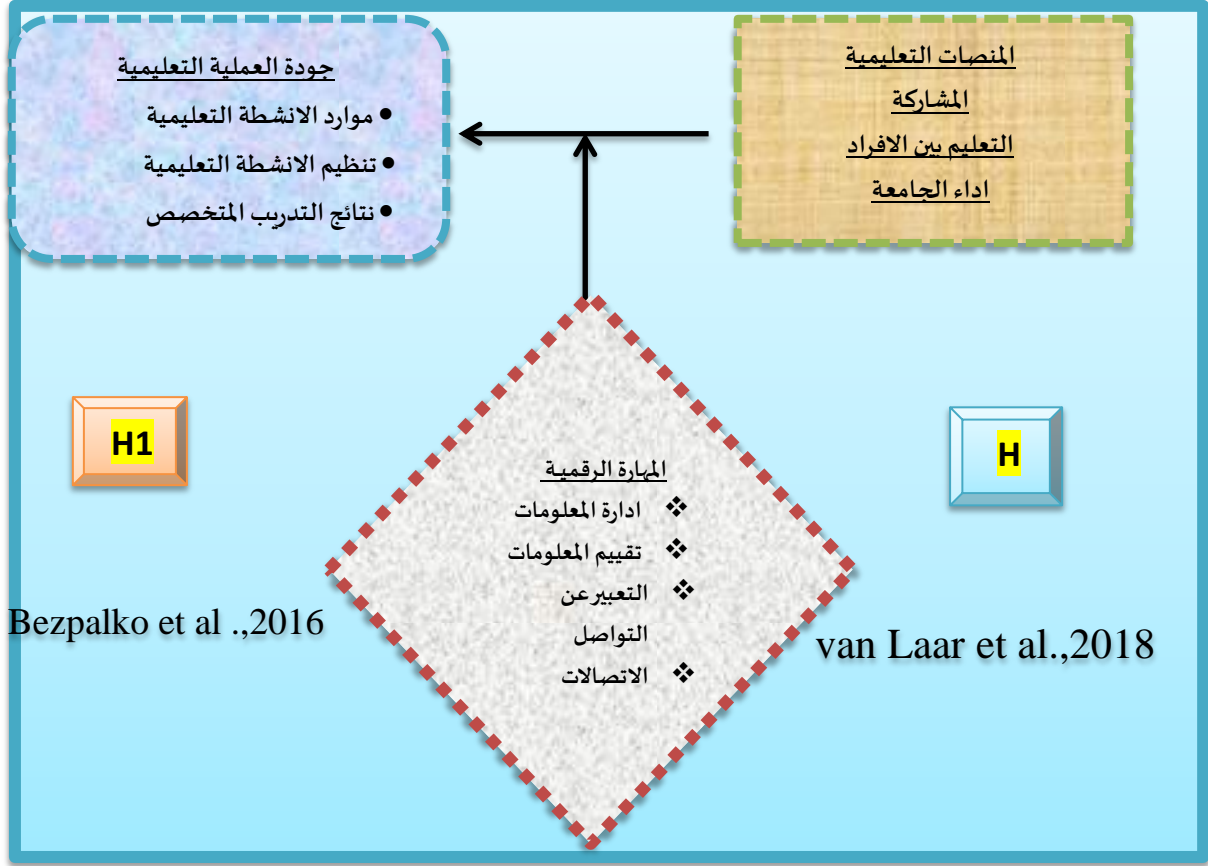 المنصات التعليمية
المشاركة
التعليم بين الافراد
اداء الجامعة
جودة العملية التعليمية
• موارد الانشطة التعليمية
• تنظيم الانشطة التعليمية
• نتائج التدريب المتخصص
H1
H
المهارة الرقمية
❖ ادارة المعلومات
❖ تقييم المعلومات
❖ التعبير عن
التواصل
❖ الاتصالات
Bezpalko et al .,2016
van Laar et al.,2018